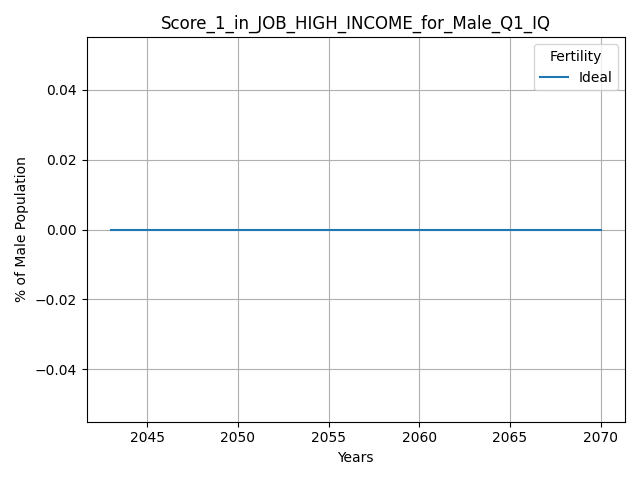 Score_1_in_JOB_HIGH_INCOME_for_Male_Q1_IQ
Fertility
Ideal
% of Male Population
0.04
0.02
0.00
−0.02
−0.04
2045 2050 2055 2060 2065 2070
Years